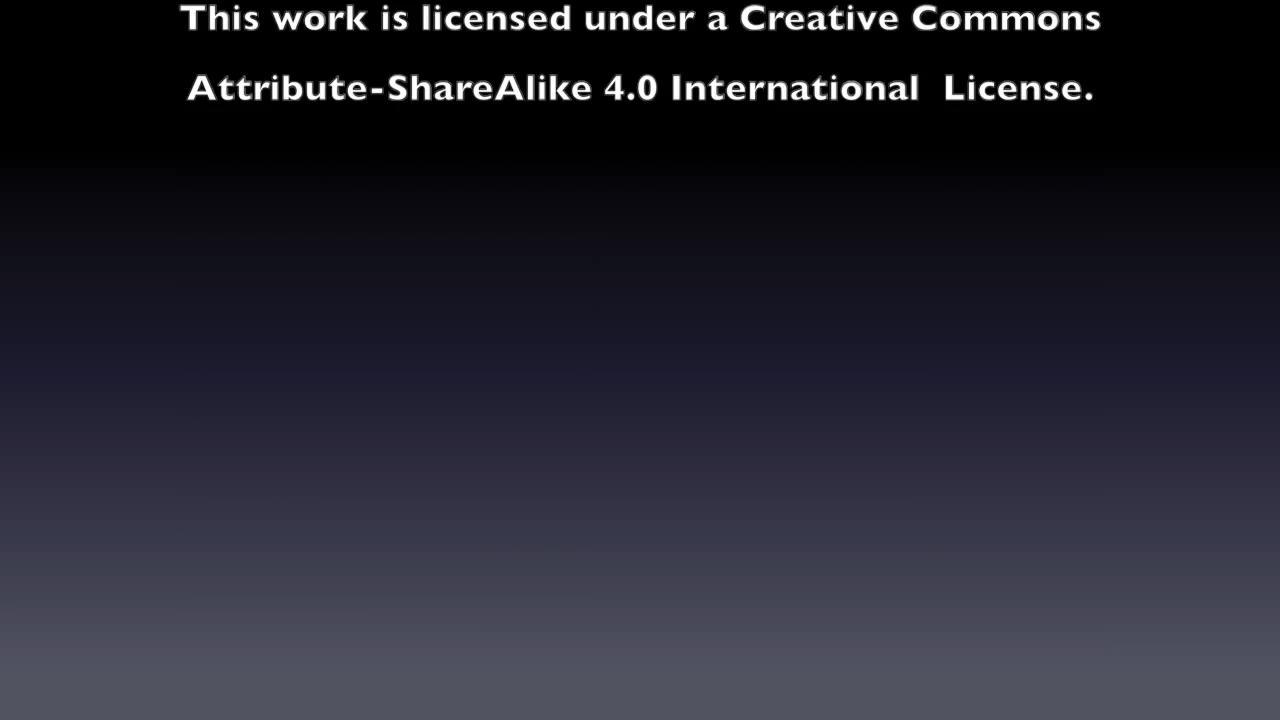 This work is licensed under a Creative Commons
Attribute-ShareAlike 4.0 International  License.